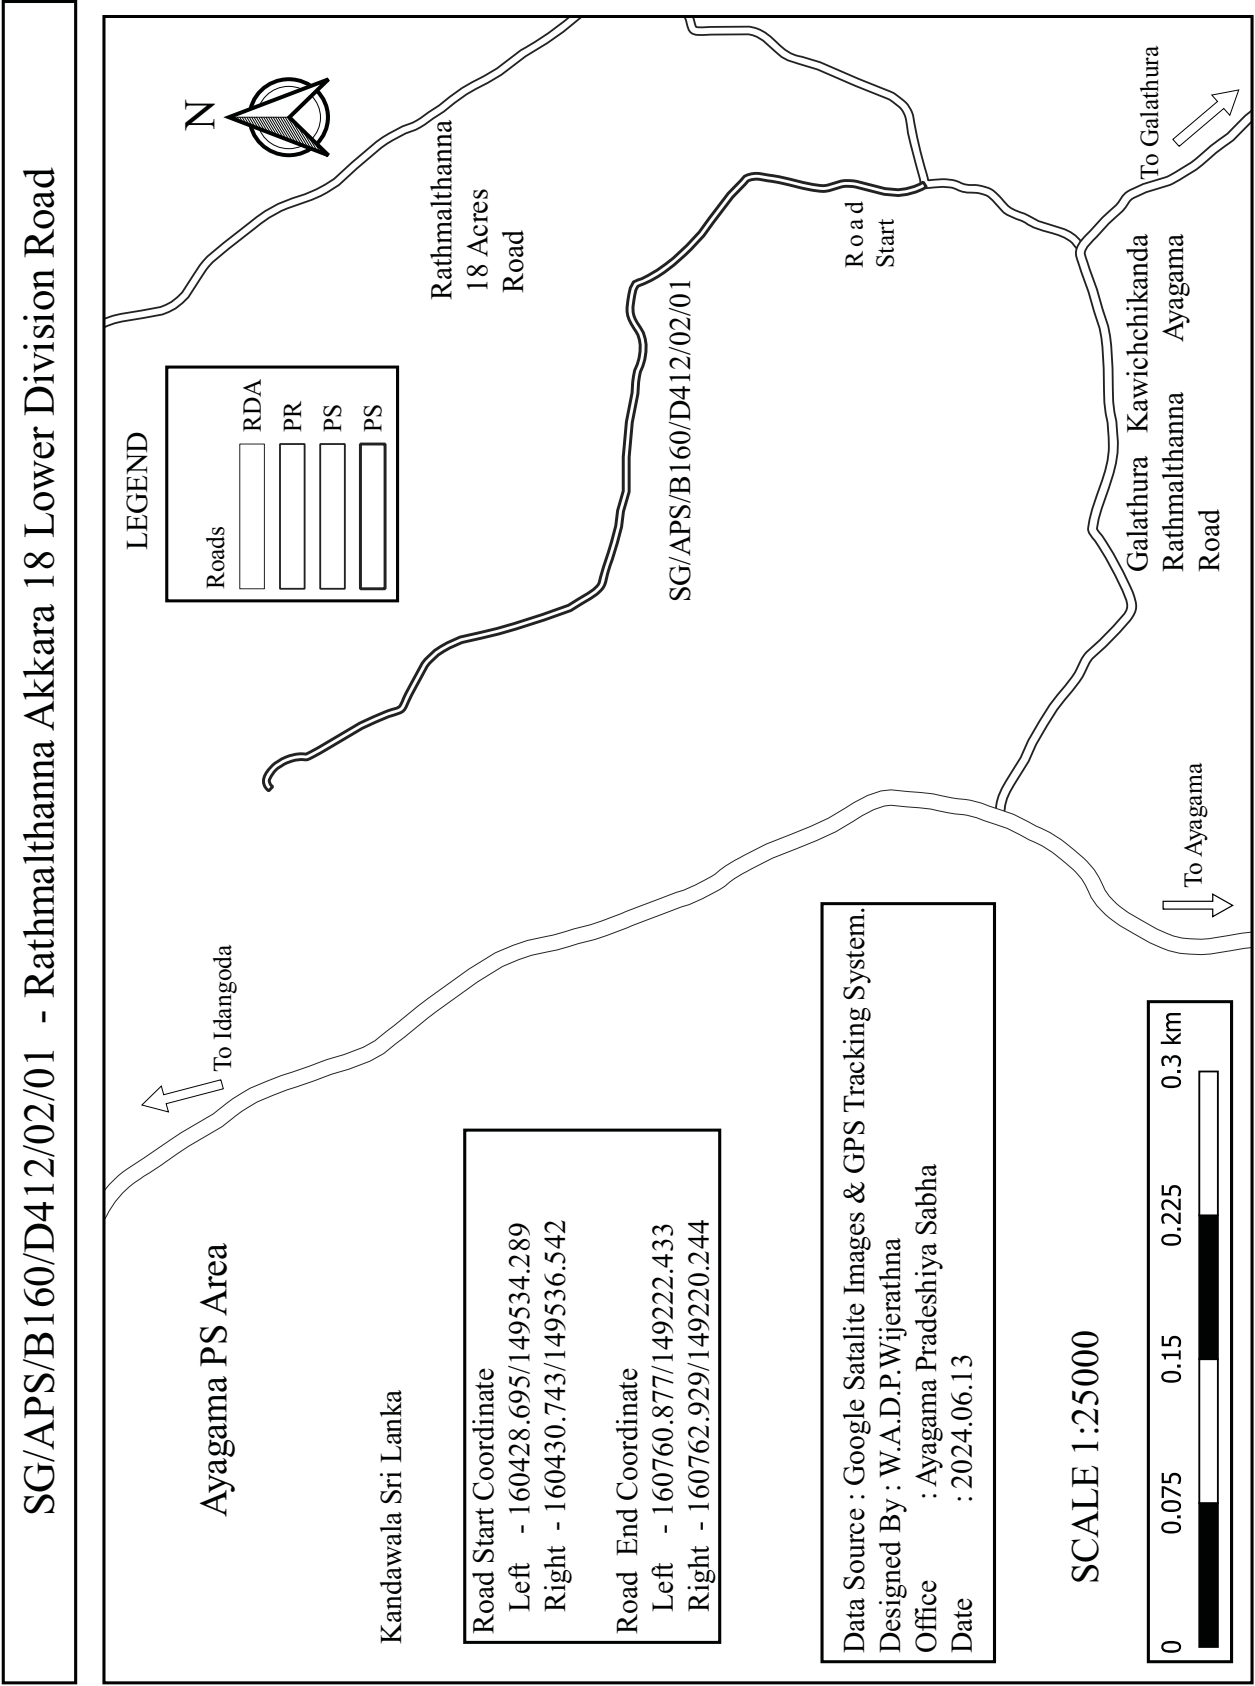 SG/APS/B160/D412/02/01 - Rathmalthanna Akkara 18 Lower Division Road
Ayagama PS Area
To Idangoda
LEGEND
Roads
RDA
PR
PS
PS
N
Kandawala Sri Lanka
Rathmalthanna
18 Acres
Road
Road Start Coordinate
Left - 160428.695/149534.289
Right - 160430.743/149536.542
Road End Coordinate
Left - 160760.877/149222.433
Right - 160762.929/149220.244
SG/APS/B160/D412/02/01
Road
Start
Data Source : Google Satalite Images & GPS Tracking System.
Designed By : W.A.D.P.Wijerathna
Office : Ayagama Pradeshiya Sabha
Date : 2024.06.13
SCALE 1:25000
0 0.075 0.15 0.225 0.3 km
To Ayagama
Galathura Kawichchikanda
Rathmalthanna Ayagama
Road
To Galathura